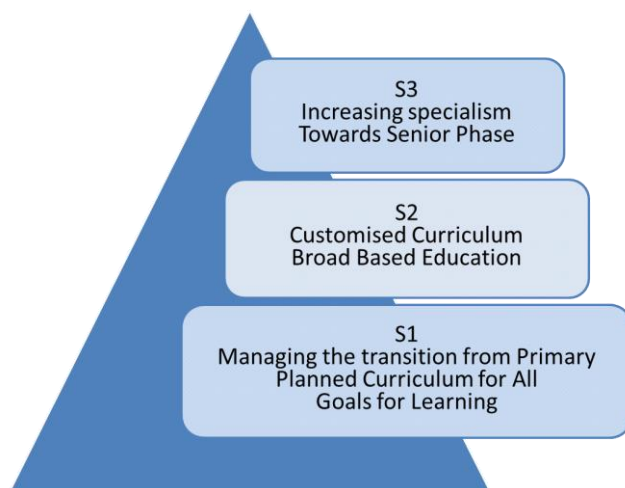 S3
Increasing specialism
Towards Senior Phase
S2
Customised Curriculum
Broad Based Education
S1
Managing the transition from Primary
Planned Curriculum for All
Goals for Learning